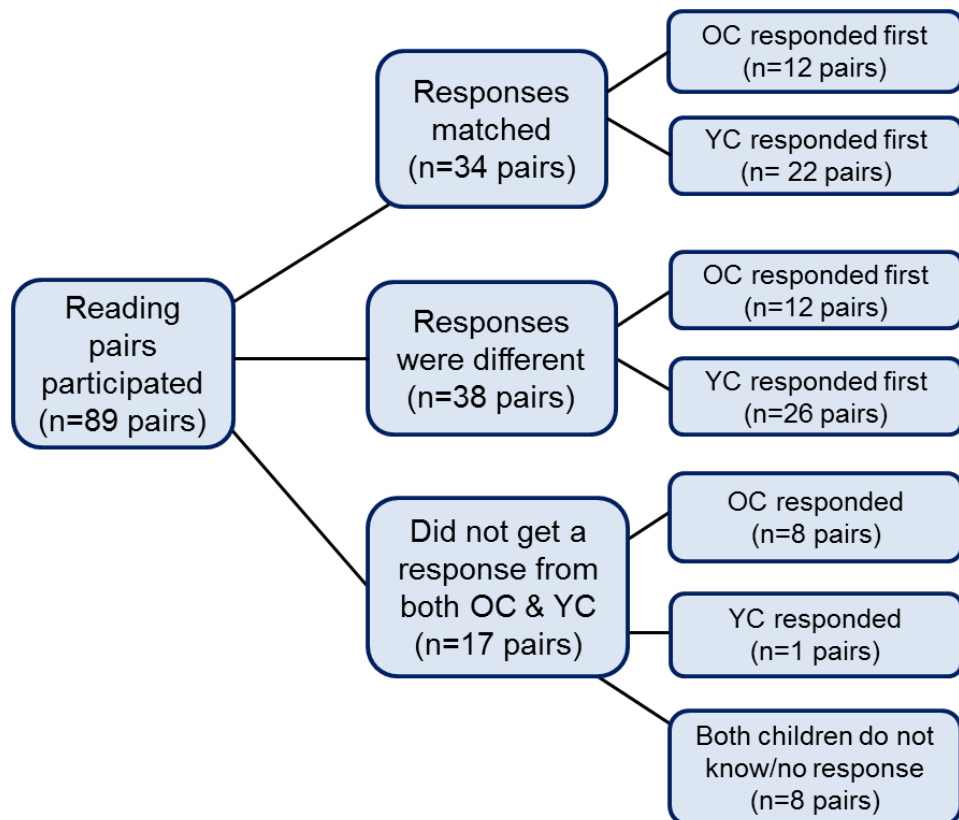 Reading
pairs
participated
(n=89 pairs)
Responses
matched
(n=34 pairs)
OC responded first
(n=12 pairs)
YC responded first
(n= 22 pairs)
Responses
were different
(n=38 pairs)
OC responded first
(n=12 pairs)
YC responded first
(n=26 pairs)
Did not get a
response from
both OC & YC
(n=17 pairs)
OC responded
(n=8 pairs)
YC responded
(n=1 pairs)
Both children do not
know/no response
(n=8 pairs)